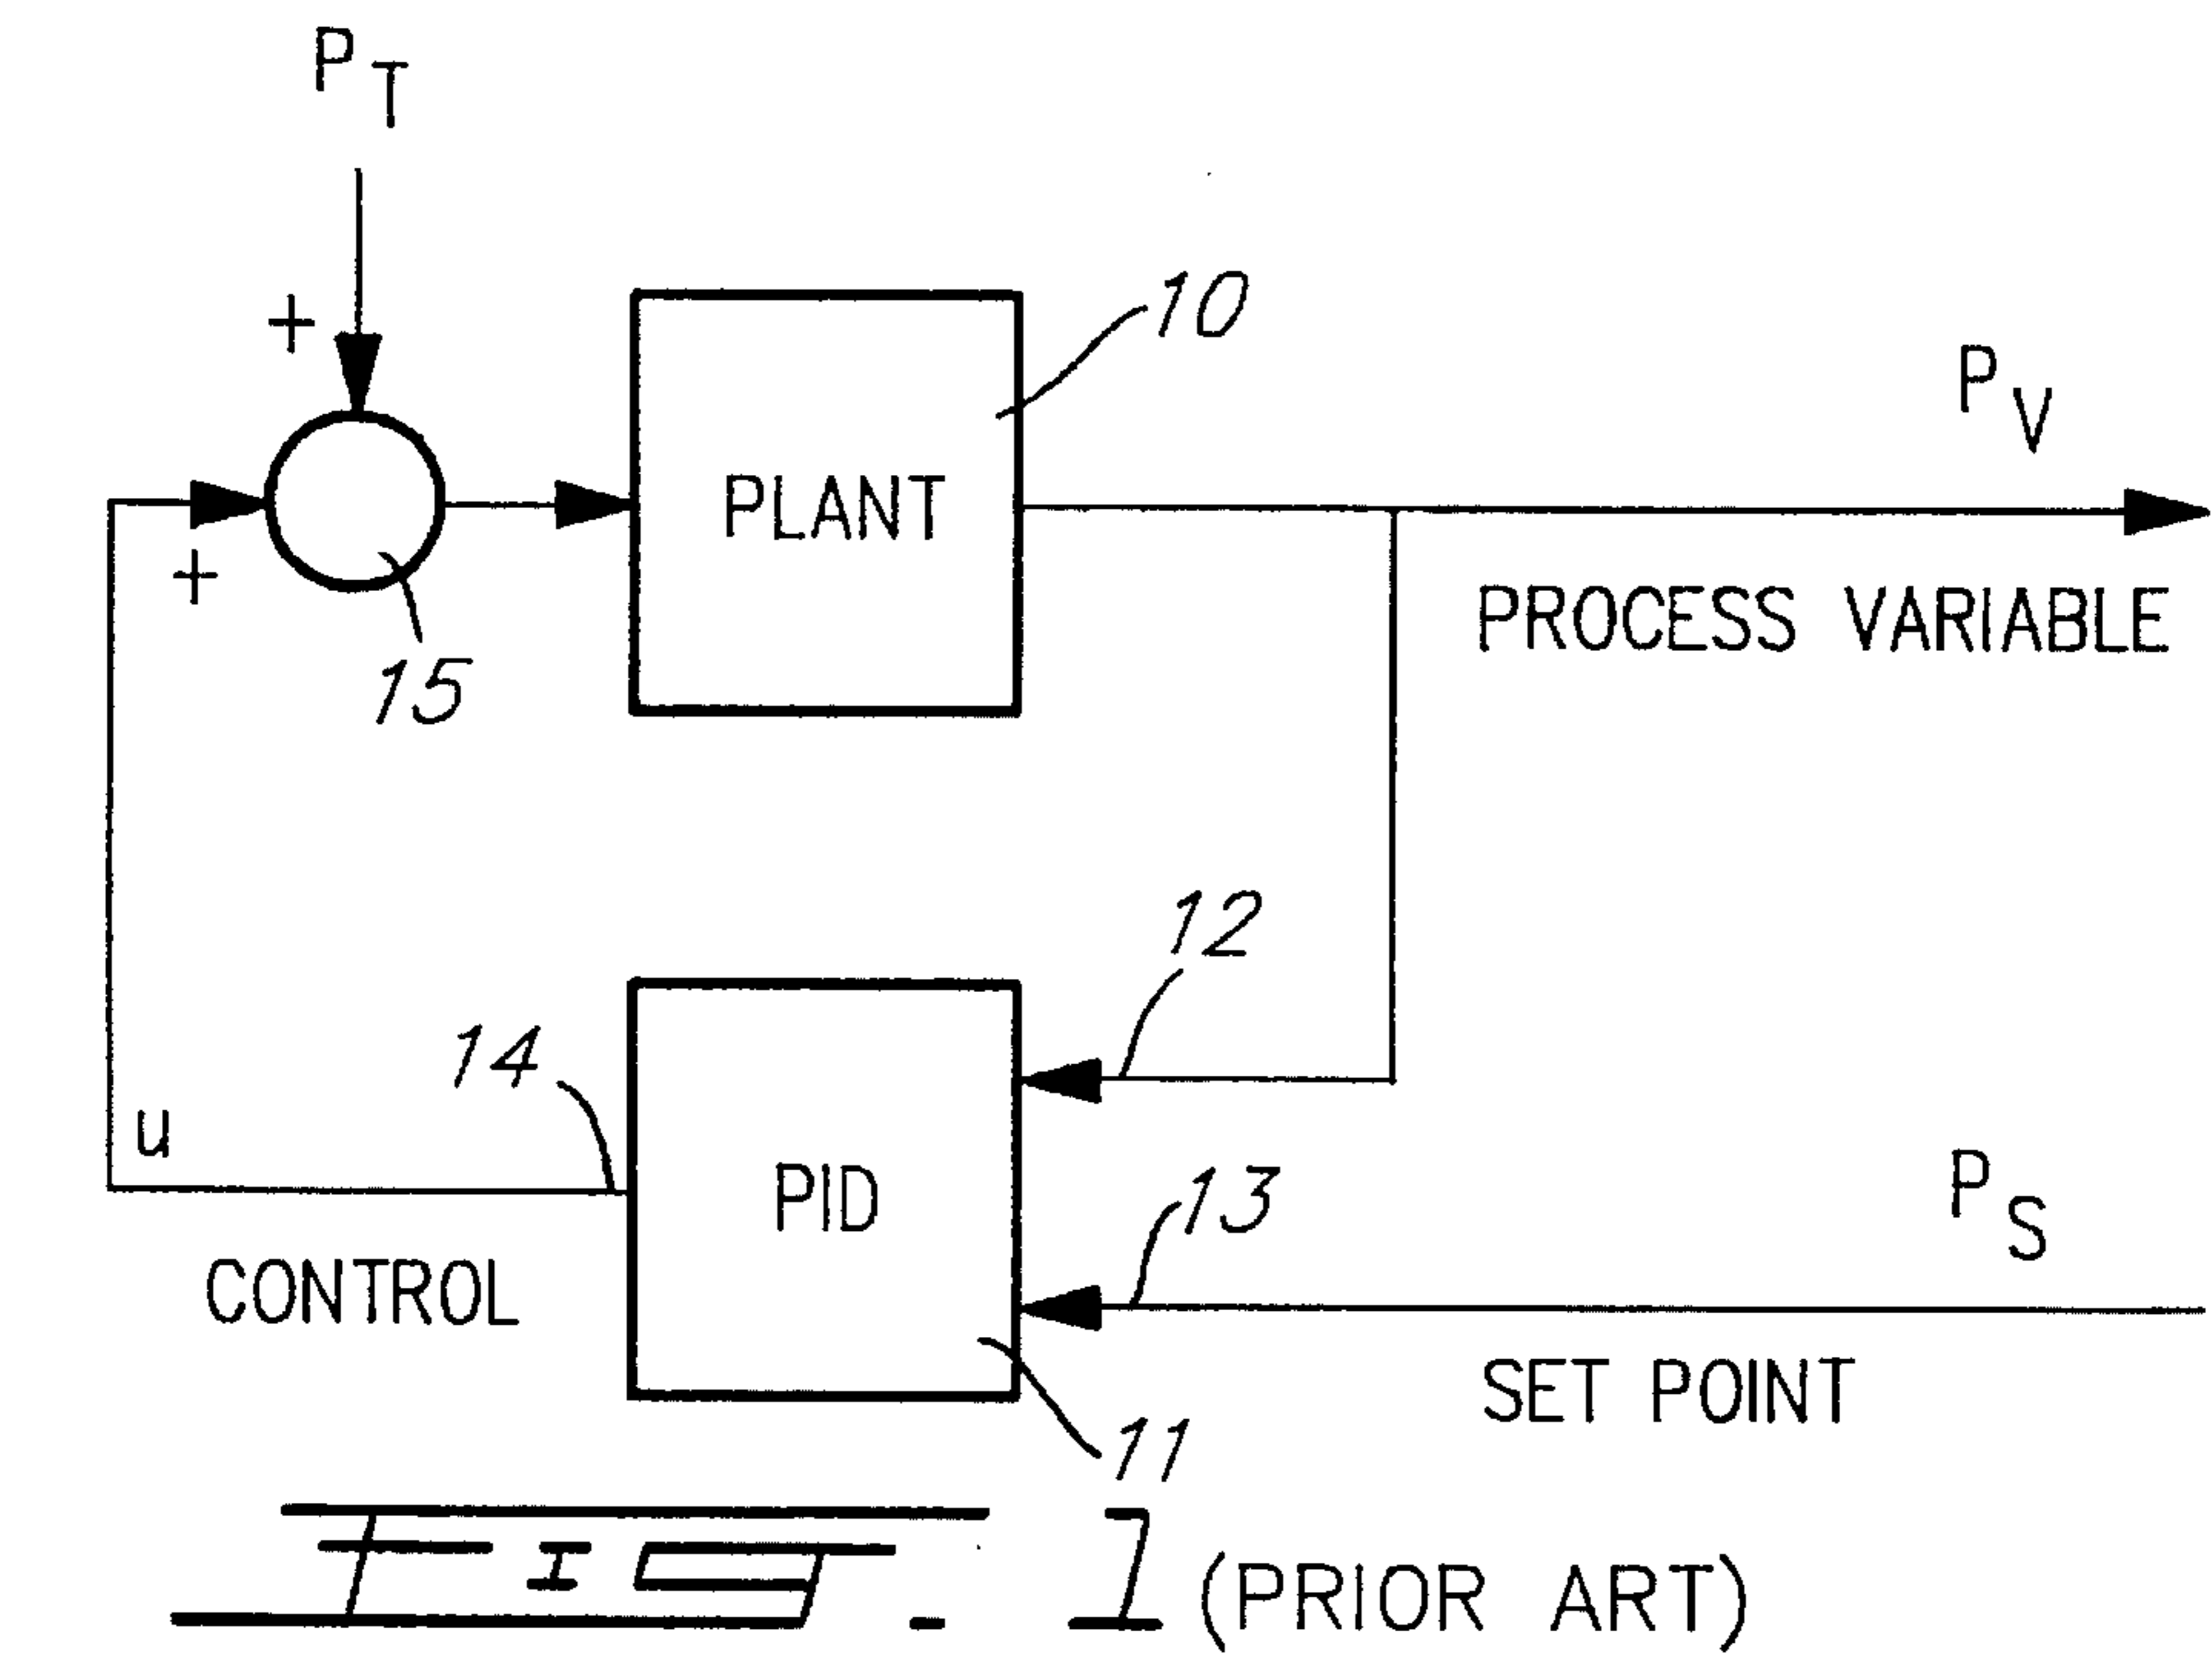 P_T
+
10
P_V
PLANT
+
PROCESS VARIABLE
15
12
14
u
PID
13
P_S
CONTROL
SET POINT
11
FIG. 1 (PRIOR ART)